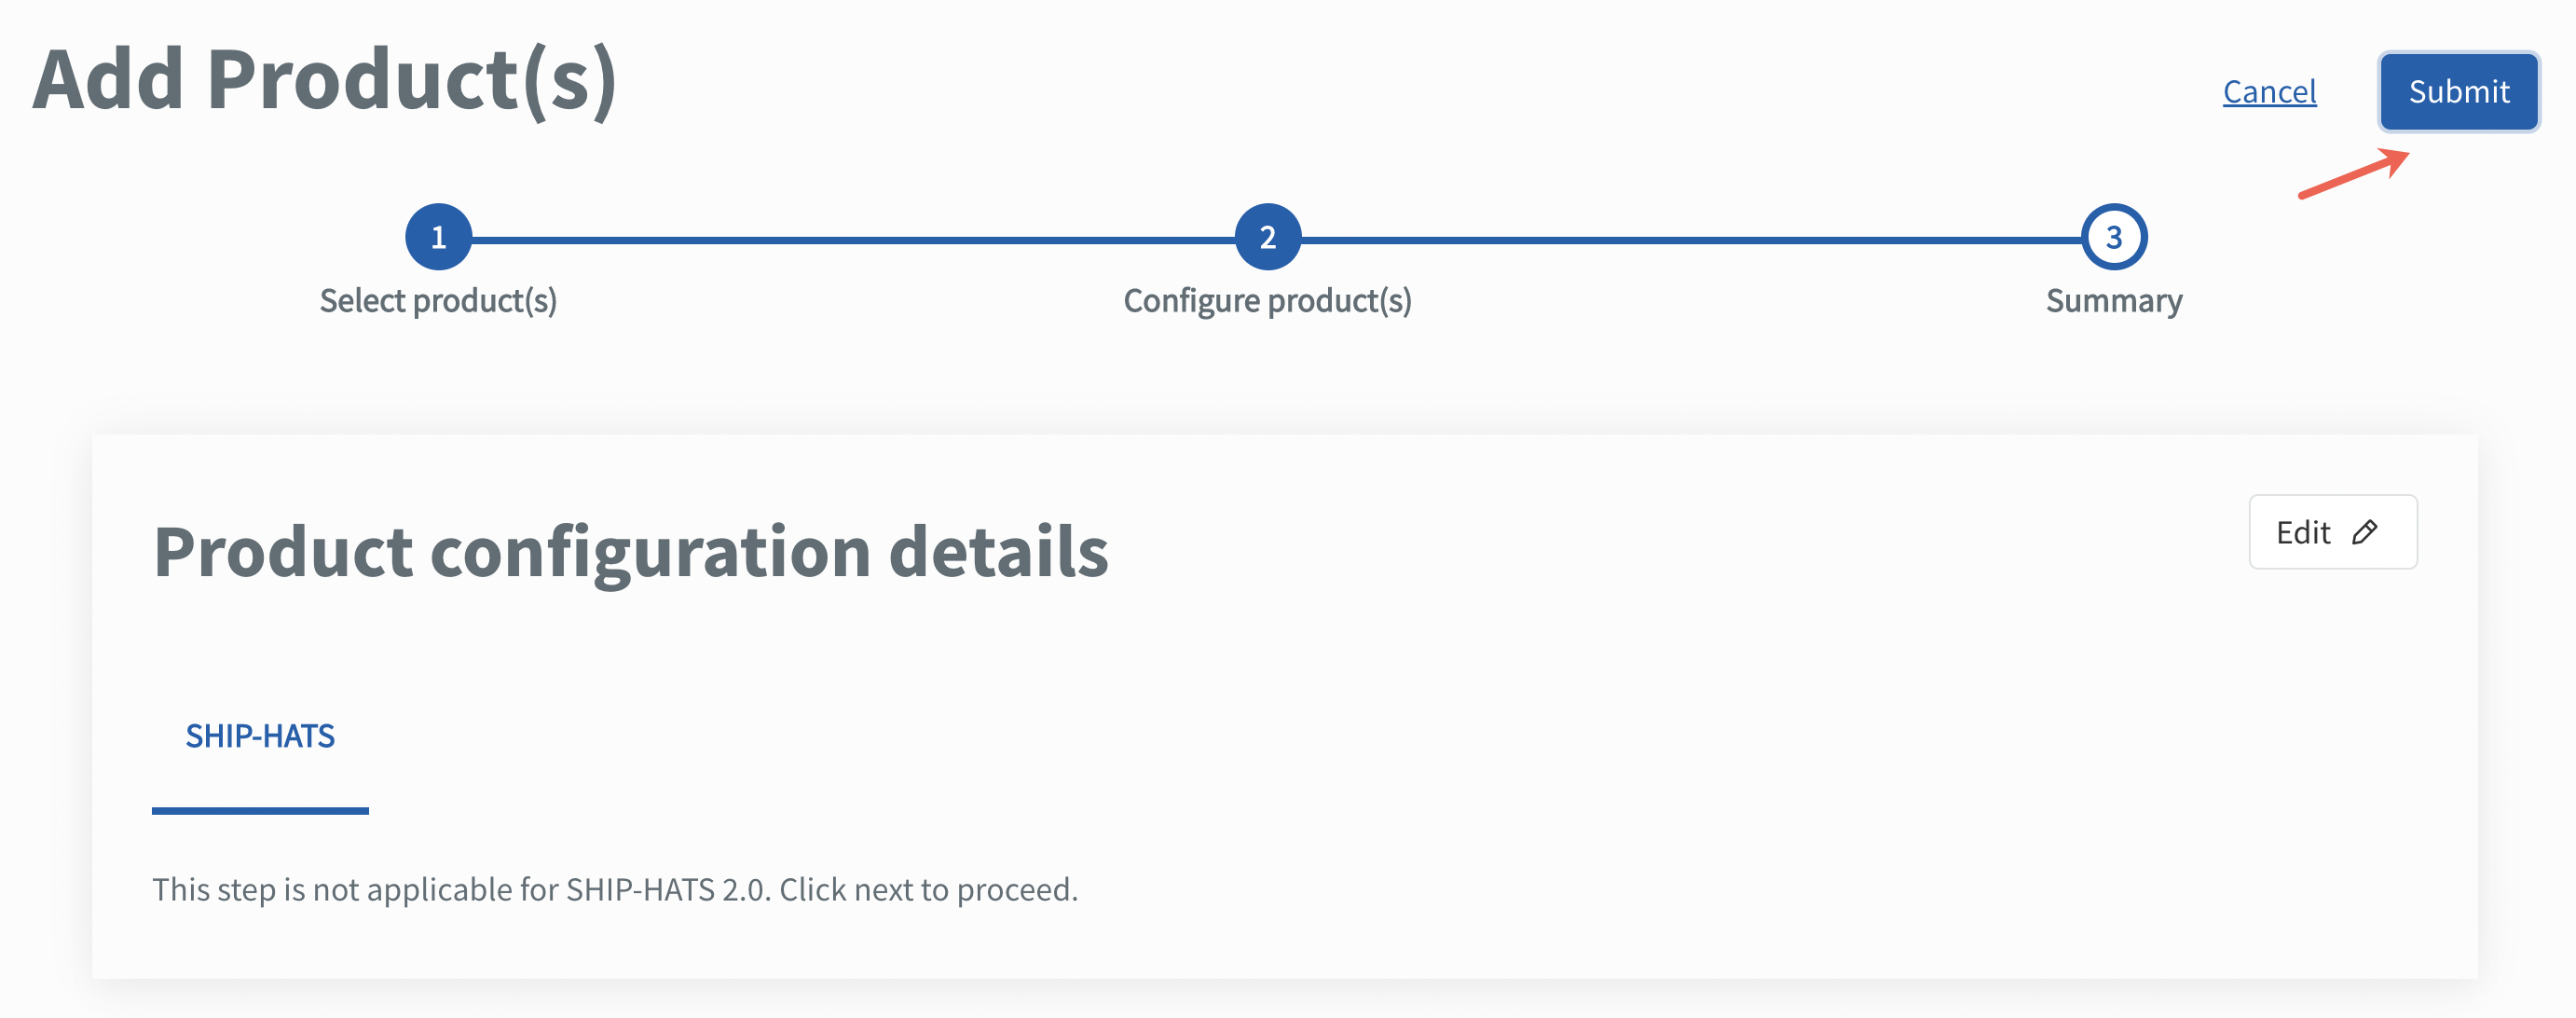 Add Product(s)
Cancel
Submit
1
2
3
Select product(s)
Configure product(s)
Summary
Product configuration details
Edit
SHIP-HATS
This step is not applicable for SHIP-HATS 2.0. Click next to proceed.